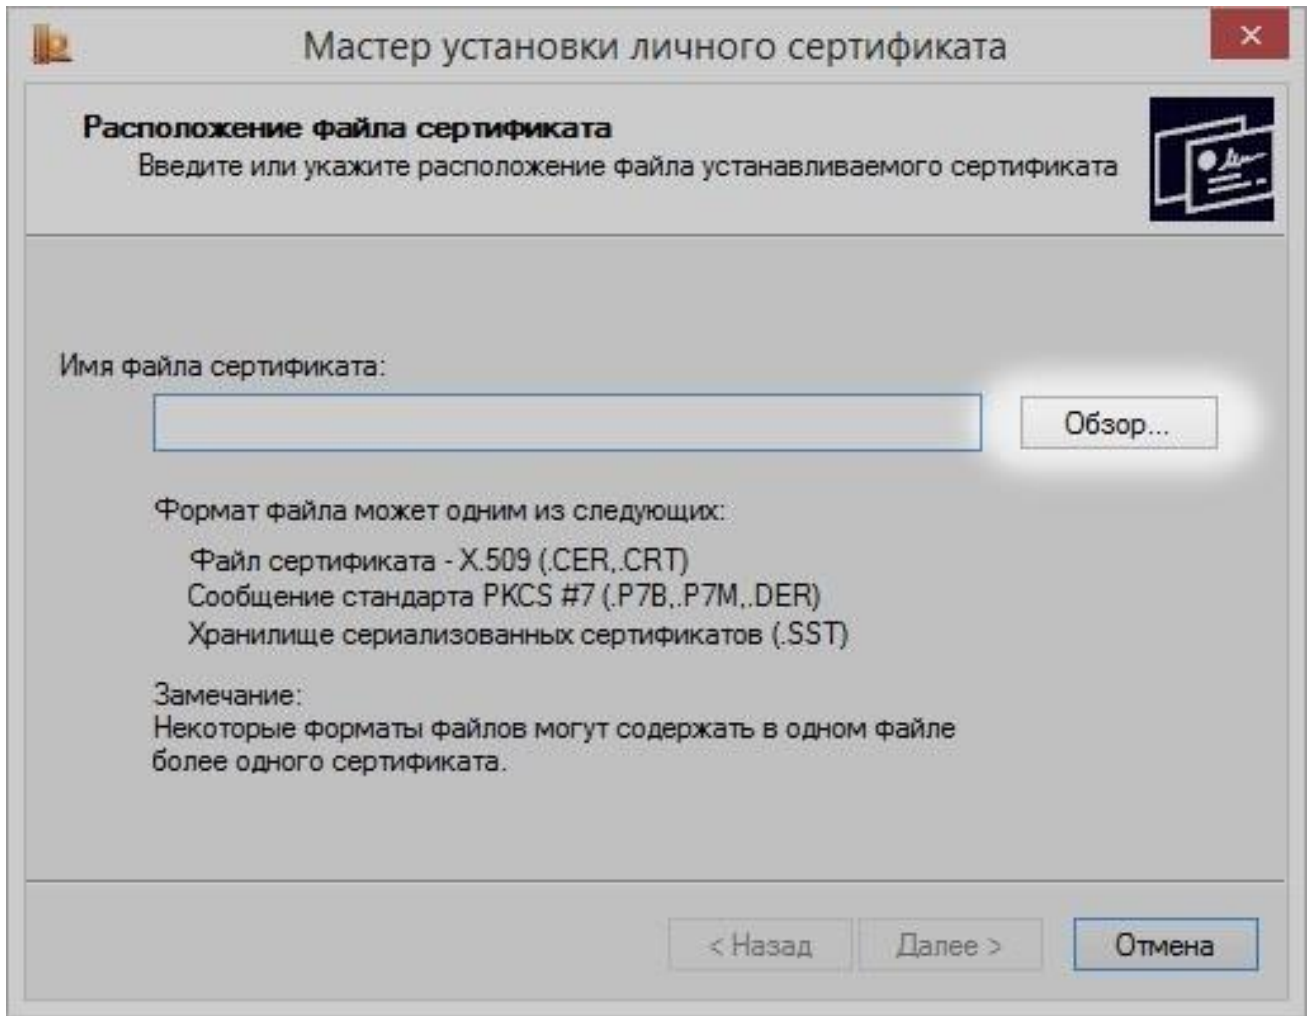 Мастер установки личного сертификата
Расположение файла сертификата
Введите или укажите расположение файла устанавливаемого сертификата
Имя файла сертификата:
Обзор...
Формат файла может одним из следующих:
Файл сертификата - X.509 (.CER,.CRT)
Сообщение стандарта PKCS #7 (.P7B,.P7M,.DER)
Хранилище сериализованных сертификатов (.SST)
Замечание:
Некоторые форматы файлов могут содержать в одном файле
более одного сертификата.
< Назад
Далее >
Отмена